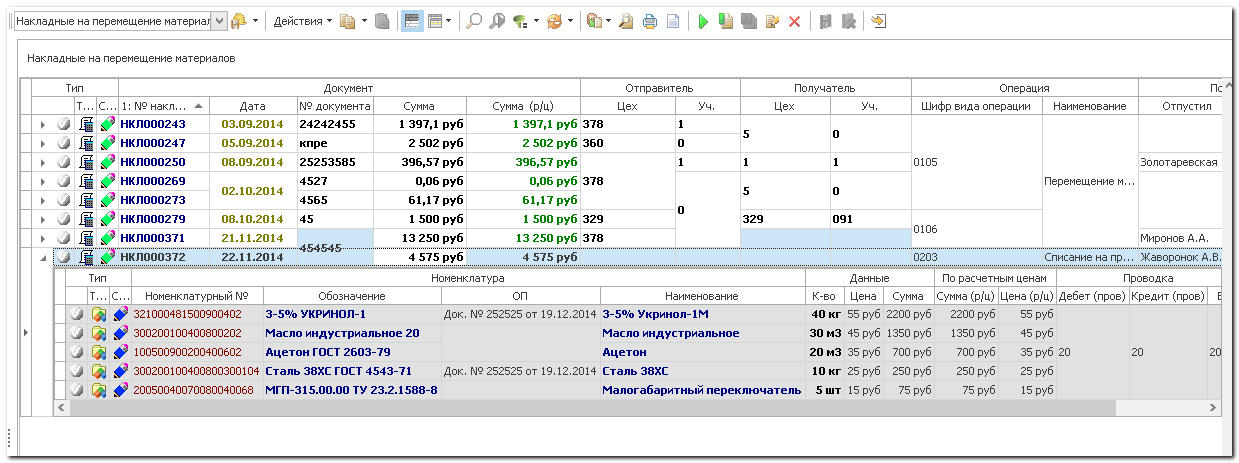 Накладные на перемещение материал
Действия
Накладные на перемещение материалов
Тип Документ Отправитель Получатель Операция По
Т... С... 1: № накл... Дата № документа Сумма Сумма (р/ц) Цех Уч. Цех Уч. Шифр вида операции Наименование Отпустил
НКЛ000243 03.09.2014 24242455 1 397,1 руб 1 397,1 руб 378 1 5 0
НКЛ000247 05.09.2014 кпре 2 502 руб 2 502 руб 360 0
НКЛ000250 08.09.2014 25253585 396,57 руб 396,57 руб 1 1 1 0105 Золотаревская
НКЛ000269 02.10.2014 4527 0,06 руб 0,06 руб 378 0 5 0 Перемещение м...
НКЛ000273 4565 61,17 руб 61,17 руб
НКЛ000279 08.10.2014 45 1 500 руб 1 500 руб 329 329 091 0106
НКЛ000371 21.11.2014 454545 13 250 руб 13 250 руб 378 Миронов А.А.
НКЛ000372 22.11.2014 4 575 руб 4 575 руб 0203 Списание на пр... Жаворонок А.В.
Тип Номенклатура Данные По расчетным ценам Проводка
Т... С... Номенклатурный № Обозначение ОП Наименование К-во Цена Сумма Сумма (р/ц) Цена (р/ц) Дебет (пров) Кредит (пров) В
321000481500900402 З-5% УКРИНОЛ-1 Док. № 252525 от 19.12.2014 З-5% Укринол-1М 40 кг 55 руб 2200 руб 2200 руб 55 руб
300200100400800202 Масло индустриальное 20 Масло индустриальное 30 м3 45 руб 1350 руб 1350 руб 45 руб
100500900200400602 Ацетон ГОСТ 2603-79 Ацетон 20 м3 35 руб 700 руб 700 руб 35 руб 20 20 20
300200100400800300104 Сталь 38ХС ГОСТ 4543-71 Док. № 252525 от 19.12.2014 Сталь 38ХС 10 кг 25 руб 250 руб 250 руб 25 руб
20050040070080040068 МГП-315.00.00 ТУ 23.2.1588-8 Малогабаритный переключатель 5 шт 15 руб 75 руб 75 руб 15 руб